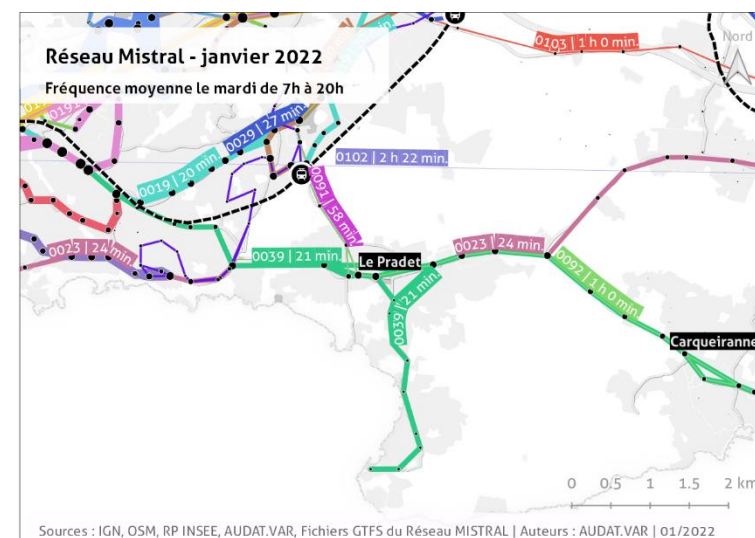 Réseau Mistral - janvier 2022
Fréquence moyenne le mardi de 7h à 20h
Nord
0103 | 1 h 0 min.
0191
0029 | 27 min.
0019 | 20 min.
0102 | 2 h 22 min.
0091 | 58 min.
0023 | 24 min.
0039 | 21 min.
Le Pradet
0023 | 24 min.
0039 | 21 min.
0092 | 1 h 0 min.
Carqueiranne
0 0,5 1 1.5 2 km
Sources : IGN, OSM, RP INSEE, AUDAT.VAR, Fichiers GTFS du Réseau MISTRAL | Auteurs : AUDAT.VAR | 01/2022